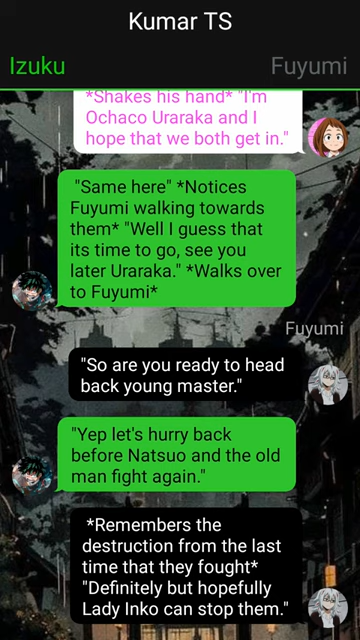 Kumar TS
Izuku
Fuyumi
*Shakes his hand* "I'm
Ochaco Uraraka and I
hope that we both get in."
"Same here" *Notices
Fuyumi walking towards
them* "Well I guess that
its time to go, see you
later Uraraka." *Walks over
to Fuyumi*
Fuyumi
"So are you ready to head
back young master."
"Yep let's hurry back
before Natsuo and the old
man fight again."
*Remembers the
destruction from the last
time that they fought*
"Definitely but hopefully
Lady Inko can stop them."